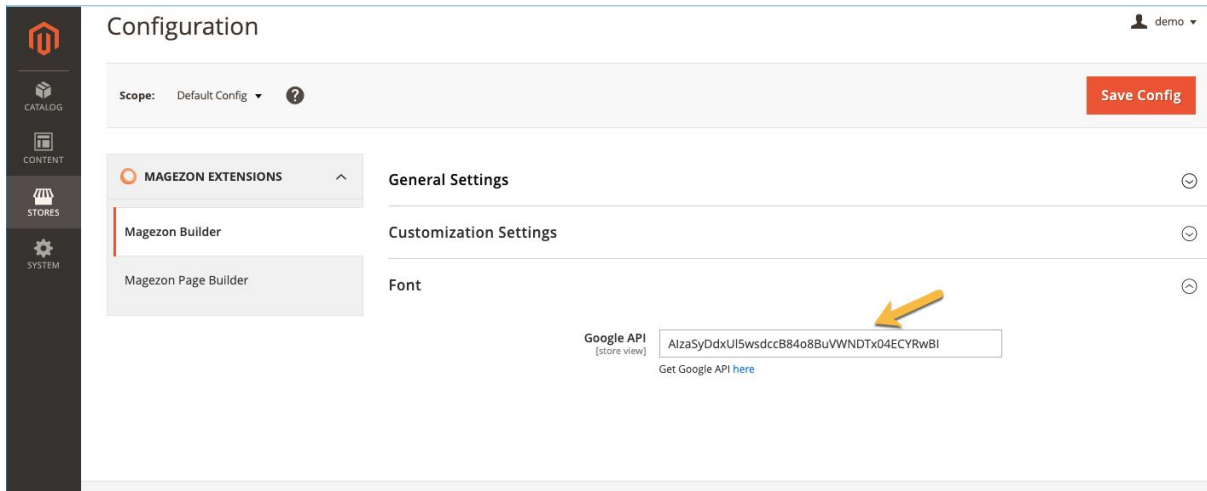 Configuration
demo
Scope: Default Config ?
Save Config
CATALOG
CONTENT
STORES
SYSTEM
MAGEZON EXTENSIONS
Magezon Builder
Magezon Page Builder
General Settings
Customization Settings
Font
Google API
[store view]
AIzaSyDdxUl5wsdccB84o8BuVWNDTx04ECYRwBI
Get Google API here